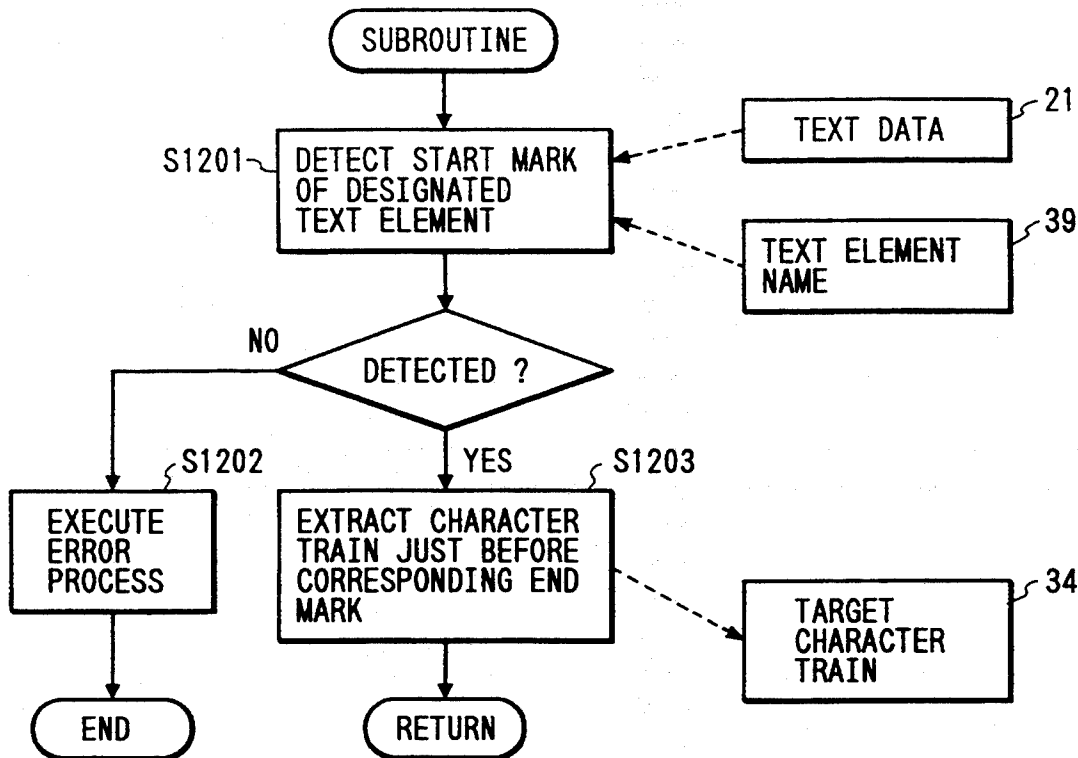 SUBROUTINE
21
TEXT DATA
S1201
DETECT START MARK
OF DESIGNATED
TEXT ELEMENT
39
TEXT ELEMENT
NAME
NO
DETECTED ?
YES
S1202
EXECUTE
ERROR
PROCESS
S1203
EXTRACT CHARACTER
TRAIN JUST BEFORE
CORRESPONDING END
MARK
34
TARGET
CHARACTER
TRAIN
END
RETURN